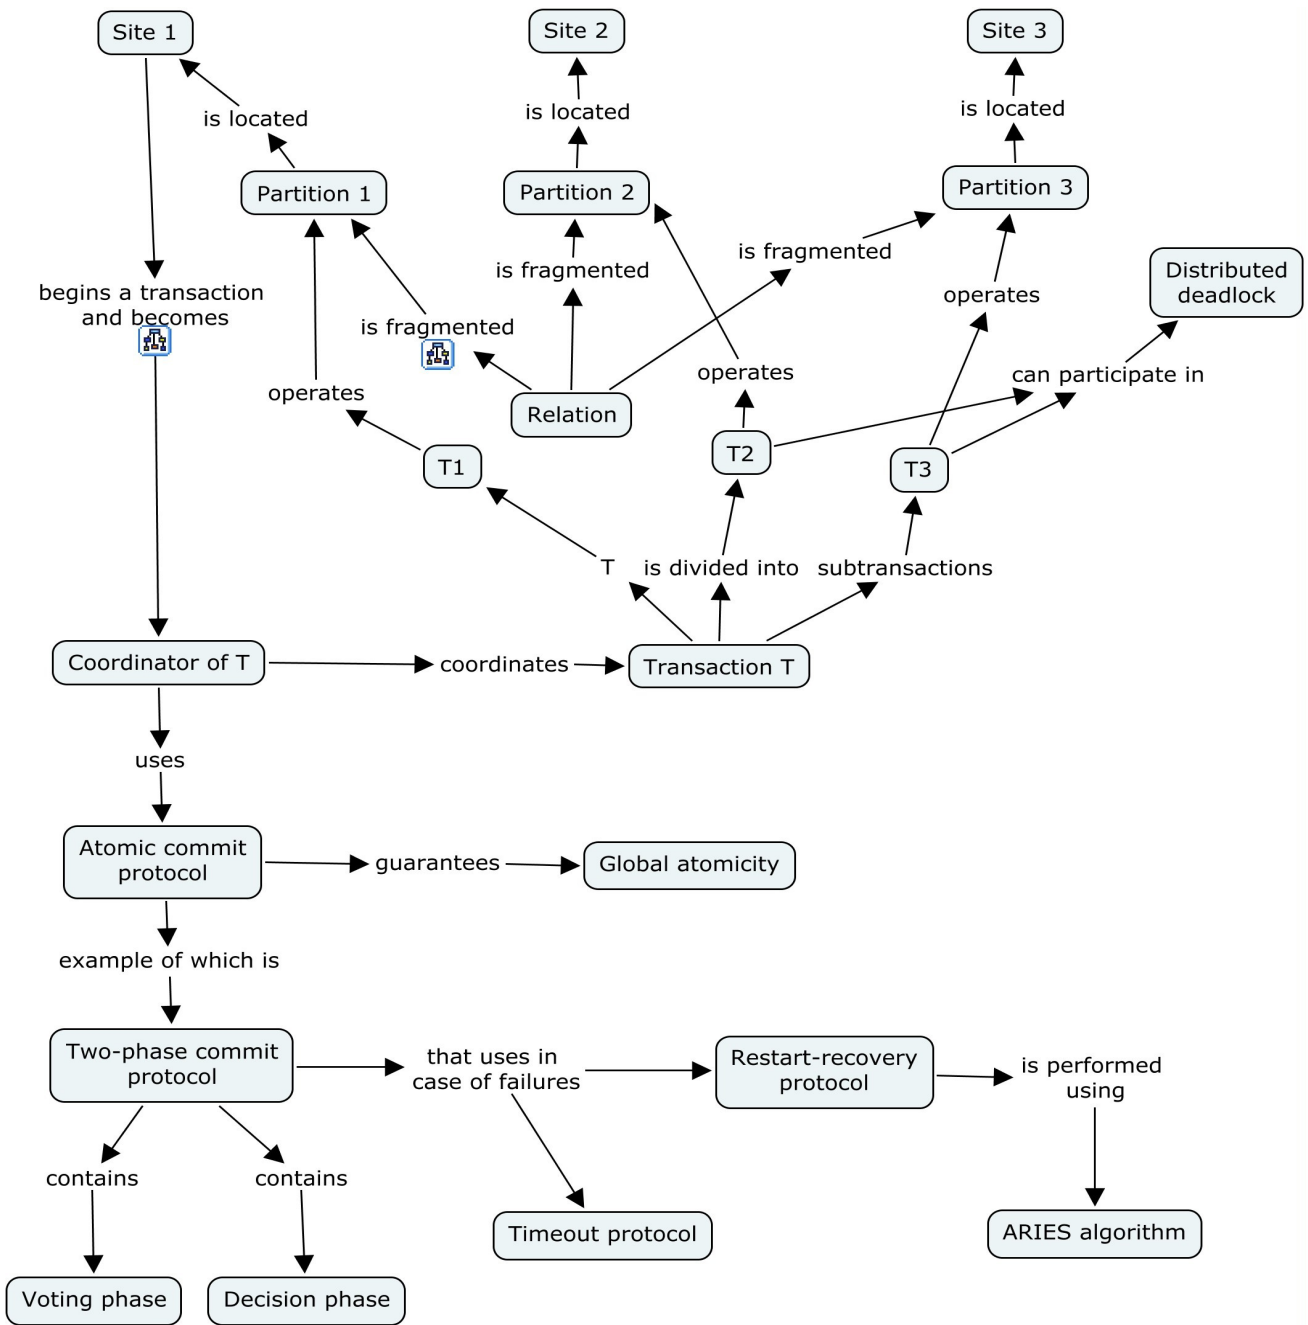 Site 1
Site 2
Site 3
is located
is located
is located
Partition 1
Partition 2
Partition 3
is fragmented
is fragmented
Distributed
deadlock
begins a transaction
and becomes
operates
is fragmented
operates
can participate in
operates
Relation
T1
T2
T3
T
is divided into
subtransactions
Coordinator of T
coordinates
Transaction T
uses
Atomic commit
protocol
guarantees
Global atomicity
example of which is
Two-phase commit
protocol
that uses in
case of failures
Restart-recovery
protocol
is performed
using
contains
contains
Timeout protocol
ARIES algorithm
Voting phase
Decision phase